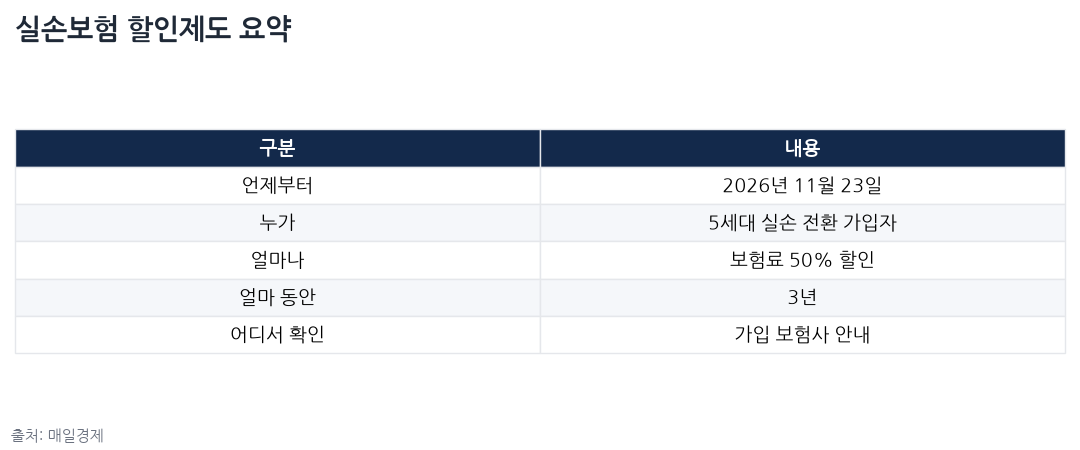 실손보험 할인제도 요약
구분 내용
언제부터 2026년 11월 23일
누가 5세대 실손 전환 가입자
얼마나 보험료 50% 할인
얼마 동안 3년
어디서 확인 가입 보험사 안내
출처: 매일경제